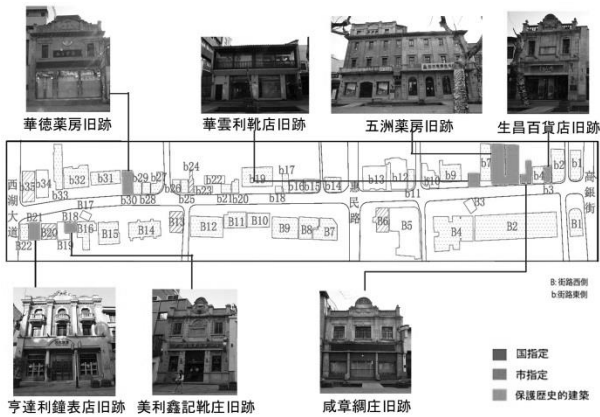 華徳薬房旧跡 華雲利靴店旧跡 五洲薬房旧跡 生昌百貨店旧跡
西湖大道
惠民路
高銀街
b35 b34 b33 b32 b31 b30 b29 b28 b27 b26 b25 b24 b23 b22 b21 b20 b19 b18 b17 b16 b15 b14 b13 b12 b11 b10 b9 b7 b4 b3 b2 b1
B22 B21 B20 B19 B18 B17 B16 B15 B14 B13 B12 B11 B10 B9 B8 B7 B6 B5 B4 B3 B2 B1
B: 街路西側
b:街路東側
亨達利鐘表店旧跡 美利鑫記靴庄旧跡 咸章綢庄旧跡
国指定
市指定
保護歴史的建築